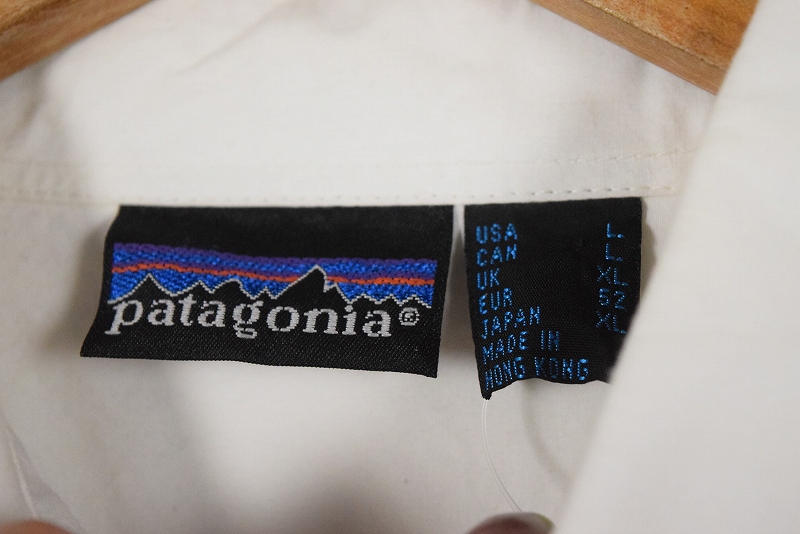 patagonia®
USA L
CAN L
UK XL
EUR 52
JAPAN XL
MADE IN
HONG KONG